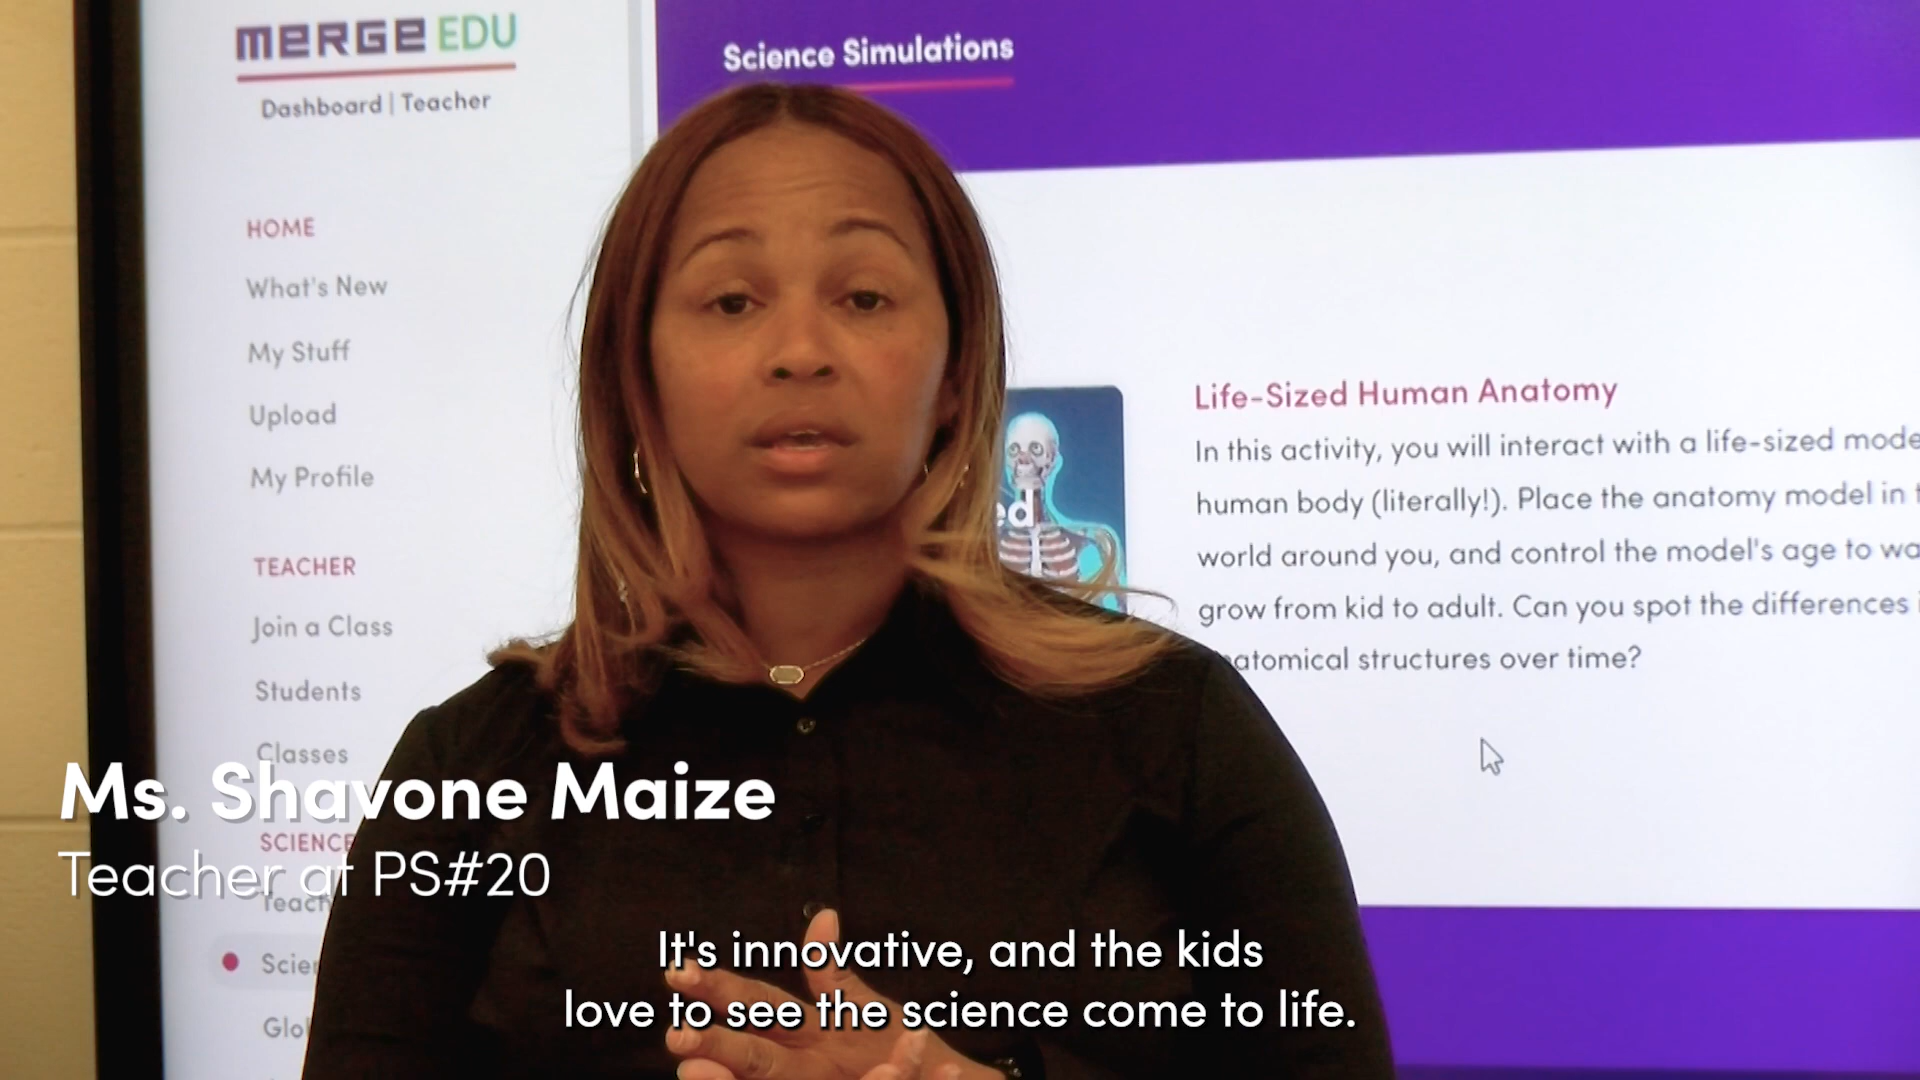 MERGE EDU
Dashboard | Teacher
HOME
What's New
My Stuff
Upload
My Profile
TEACHER
Join a Class
Students
Classes
SCIENCE
Science Simulations
Life-Sized Human Anatomy
In this activity, you will interact with a life-sized
human body (literally!). Place the anatomy model in
world around you, and control the model's age to
grow from kid to adult. Can you spot the differences
structures over time?
Ms. Shavone Maize
Teacher at PS#20
It's innovative, and the kids
love to see the science come to life.